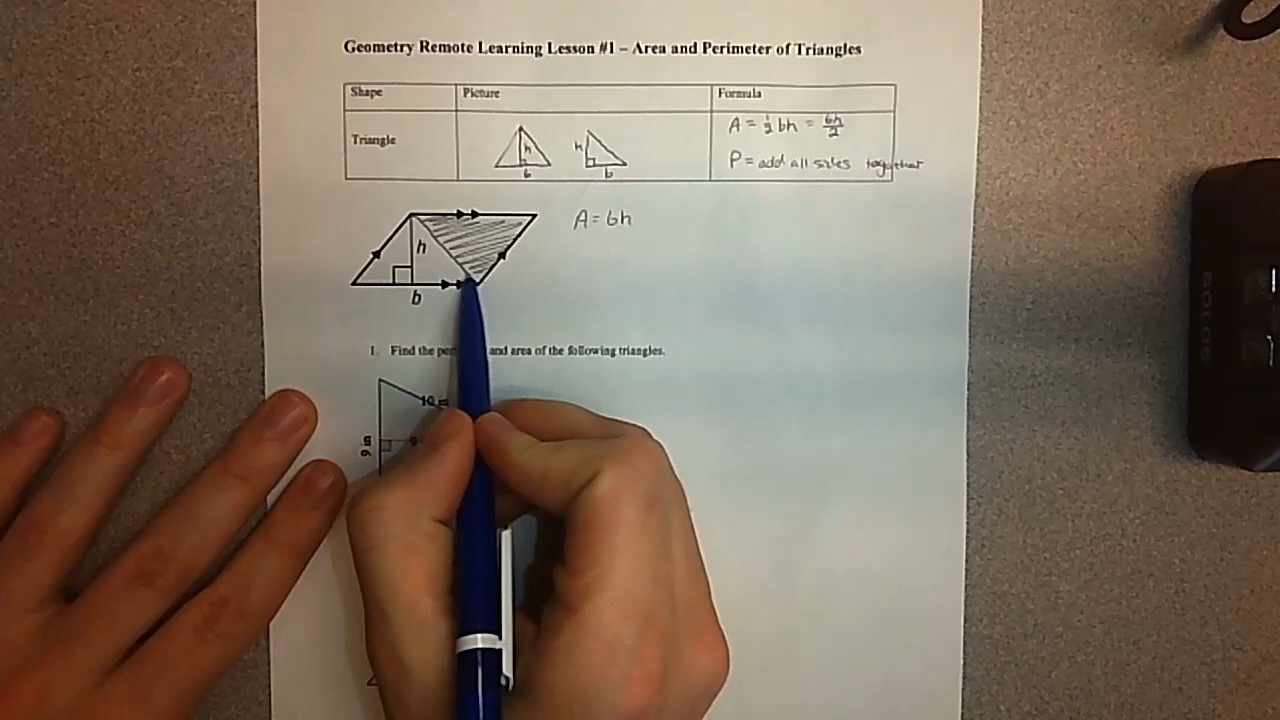 Geometry Remote Learning Lesson #1 – Area and Perimeter of Triangles
Shape Picture Formula
Triangle
h
b
h
b
A = 1/2 bh = bh/2
P = add all sides together
A = bh
h
b
1. Find the and area of the following triangles.
10
9 m
SOLOS